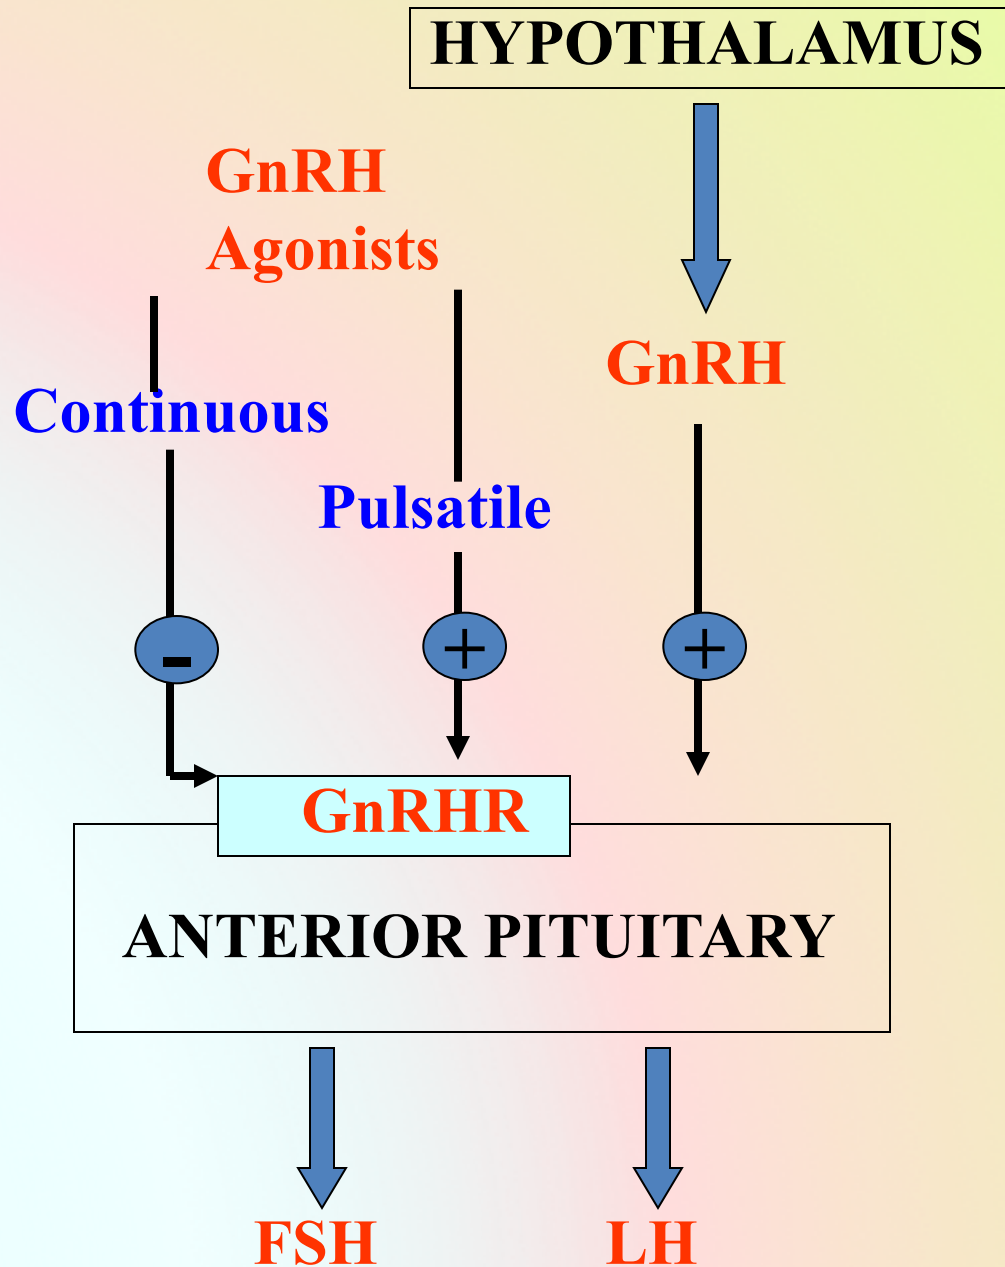 HYPOTHALAMUS
GnRH
Agonists
GnRH
Continuous
Pulsatile
-
+
+
GnRHR
ANTERIOR PITUITARY
FSH
LH